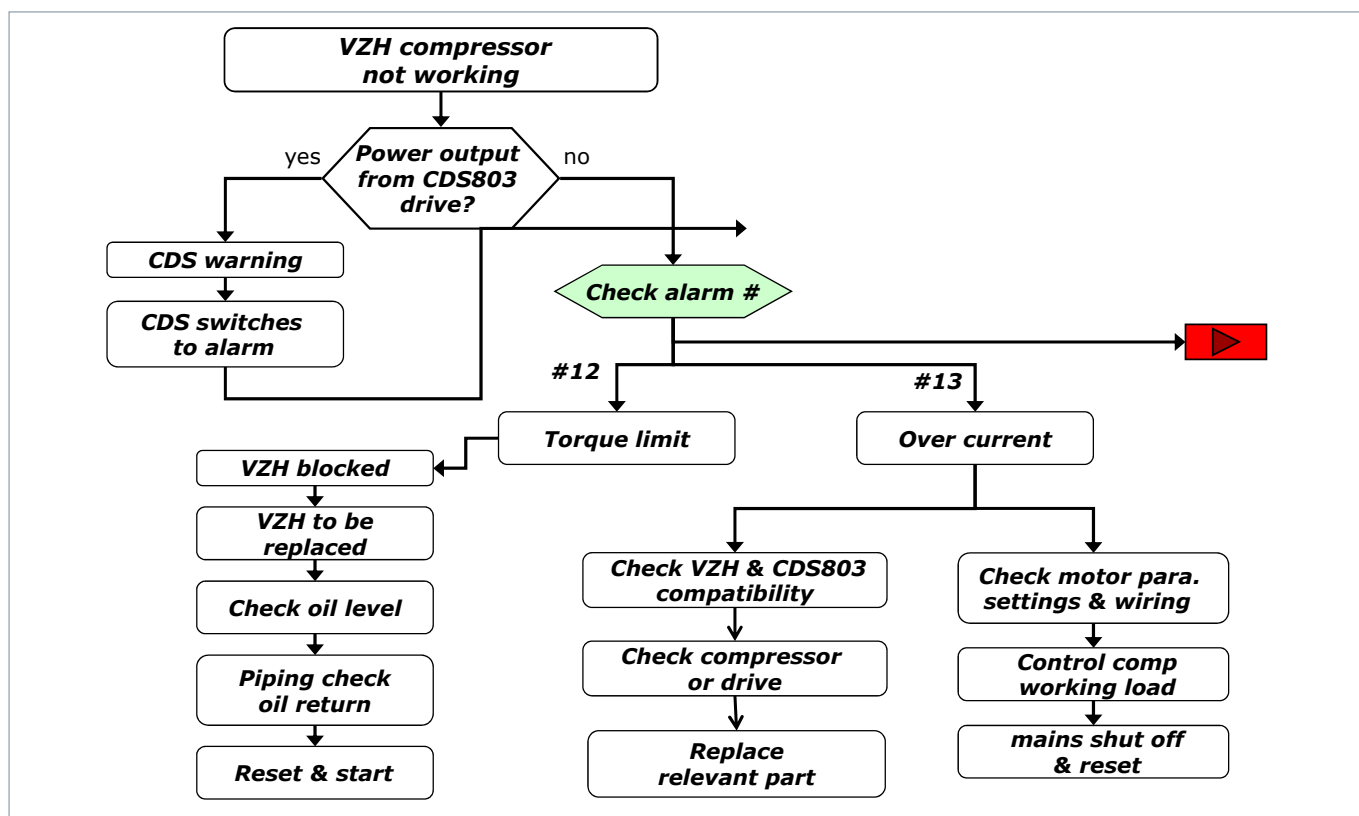 VZH compressor
not working
yes
Power output
from CDS803
drive?
no
CDS warning
CDS switches
to alarm
Check alarm #
#12
#13
Torque limit
Over current
VZH blocked
VZH to be
replaced
Check oil level
Piping check
oil return
Reset & start
Check VZH & CDS803
compatibility
Check compressor
or drive
Replace
relevant part
Check motor para.
settings & wiring
Control comp
working load
mains shut off
& reset